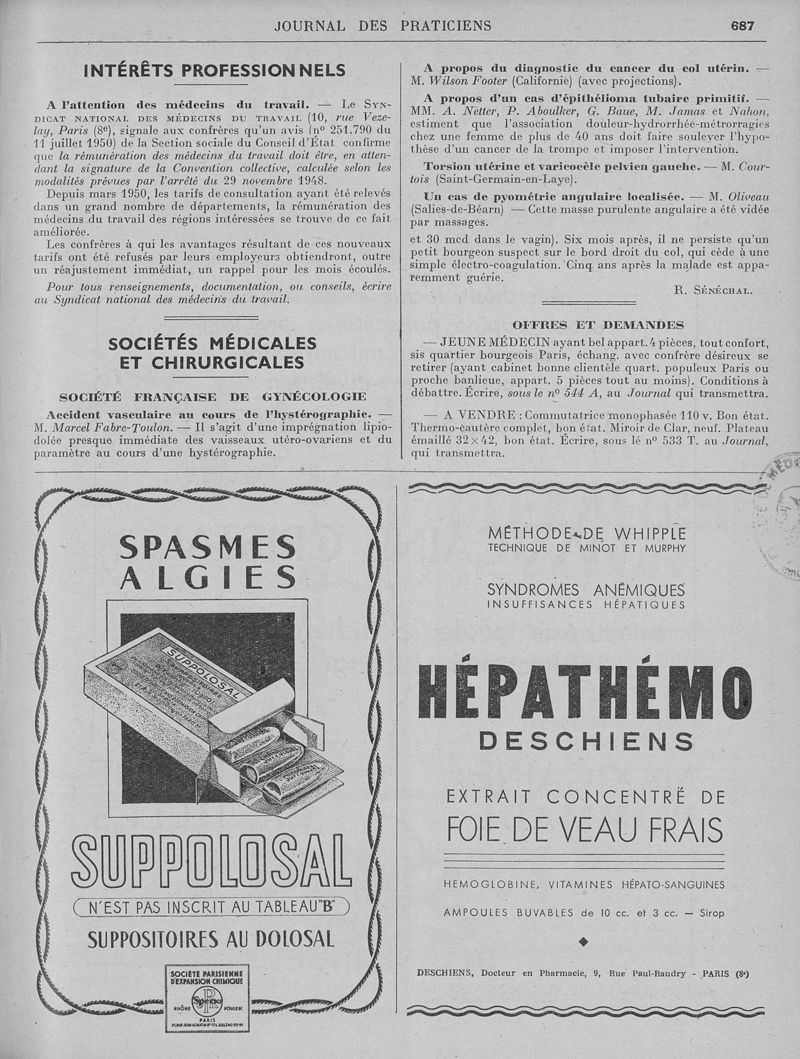 JOURNAL DES PRATICIENS
687
INTÉRÊTS PROFESSIONNELS
A l'attention des médecins du travail. — Le SYN-
DICAT NATIONAL DES MÉDECINS DU TRAVAIL (10, rue Veze-
lay, Paris (8e), signale aux confrères qu'un avis (no 251.790 du
11 juillet 1950) de la Section sociale du Conseil d'État confirme
que la rémunération des médecins du travail doit être, en atten-
dant la signature de la Convention collective, calculée selon les
modalités prévues par l'arrêté du 29 novembre 1948.
Depuis mars 1950, les tarifs de consultation ayant été relevés
dans un grand nombre de départements, la rémunération des
médecins du travail des régions intéressées se trouve de ce fait
améliorée.
Les confrères à qui les avantages résultant de ces nouveaux
tarifs ont été refusés par leurs employeurs obtiendront, outre
un réajustement immédiat, un rappel pour les mois écoulés.
Pour tous renseignements, documentation, ou conseils, écrire
au Syndicat national des médecins du travail.
SOCIÉTÉS MÉDICALES
ET CHIRURGICALES
SOCIÉTÉ FRANÇAISE DE GYNÉCOLOGIE
Accident vasculaire au cours de l'hystérographie. —
M. Marcel Fabre-Toulon. — Il s'agit d'une imprégnation lipio-
dolée presque immédiate des vaisseaux utéro-ovariens et du
paramètre au cours d'une hystérographie.
A propos du diagnostic du cancer du col utérin. —
M. Wilson Footer (Californie) (avec projections).
A propos d'un cas d'épithélioma tubaire primitif. —
MM. A. Netter, P. Aboulker, G. Baue, M. Jamas et Nahon,
estiment que l'association douleur-hydrorrhée-métrorragies
chez une femme de plus de 40 ans doit faire soulever l'hypo-
thèse d'un cancer de la trompe et imposer l'intervention.
Torsion utérine et varicocèle pelvien gauche. — M. Cour-
tois (Saint-Germain-en-Laye).
Un cas de pyométrie angulaire localisée. — M. Oliveau
(Salies-de-Béarn) — Cette masse purulente angulaire a été vidée
par massages.
et 30 mcd dans le vagin). Six mois après, il ne persiste qu'un
petit bourgeon suspect sur le bord droit du col, qui cède à une
simple électro-coagulation. Cinq ans après la malade est appa-
remment guérie.
R. SÉNÉCHAL.
OFFRES ET DEMANDES
— JEUNE MÉDECIN ayant bel appart. 4 pièces, tout confort,
sis quartier bourgeois Paris, échang. avec confrère désireux se
retirer (ayant cabinet bonne clientèle quart. populeux Paris ou
proche banlieue, appart. 5 pièces tout au moins). Conditions à
débattre. Écrire, sous le no 544 A, au Journal qui transmettra.
— A VENDRE : Commutatrice monophasée 110 v. Bon état.
Thermo-cautère complet, bon état. Miroir de Clar, neuf. Plateau
émaillé 32×42, bon état. Écrire, sous lé no 533 T. au Journal,
qui transmettra.
SPASMES
ALGIES
SUPPOLOSAL
SUPPOLOSAL
N'EST PAS INSCRIT AU TABLEAU "B"
SUPPOSITOIRES AU DOLOSAL
SOCIÉTÉ PARISIENNE
D'EXPANSION CHIMIQUE
Specia
RHÔNE POULENC
PARIS
MÉTHODE DE WHIPPLE
TECHNIQUE DE MINOT ET MURPHY
SYNDROMES ANÉMIQUES
INSUFFISANCES HÉPATIQUES
HÉPATHÉMO
DESCHIENS
EXTRAIT CONCENTRÉ DE
FOIE DE VEAU FRAIS
HEMOGLOBINE, VITAMINES HÉPATO-SANGUINES
AMPOULES BUVABLES de 10 cc. et 3 cc. — Sirop
DESCHIENS, Docteur en Pharmacie, 9, Rue Paul-Baudry - PARIS (8e)